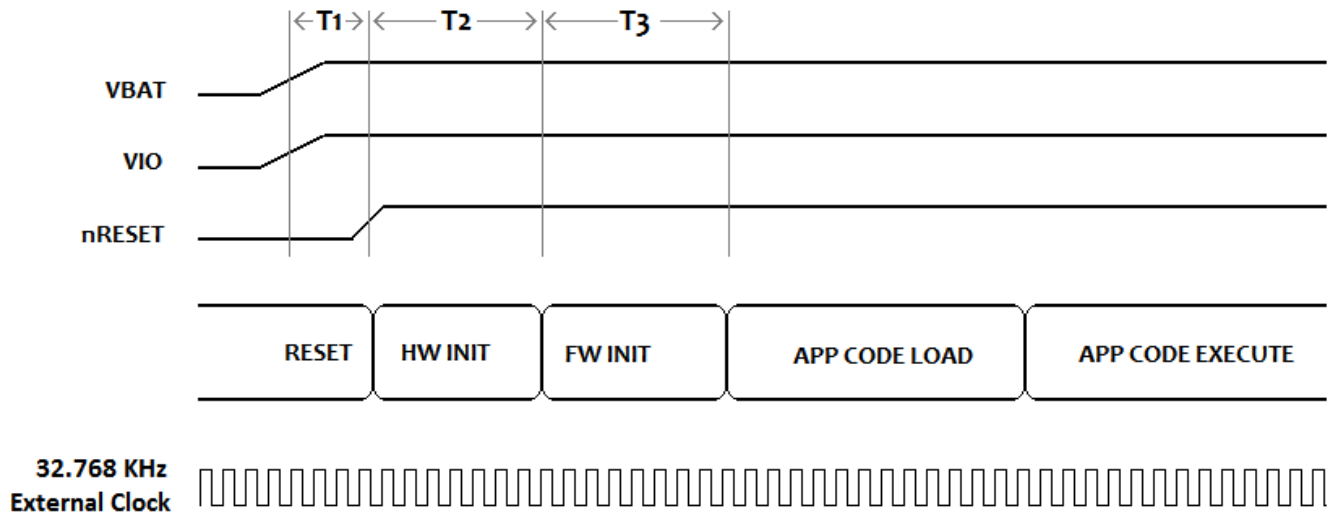 T1 T2 T3
VBAT
VIO
nRESET
RESET HW INIT FW INIT APP CODE LOAD APP CODE EXECUTE
32.768 KHz
External Clock